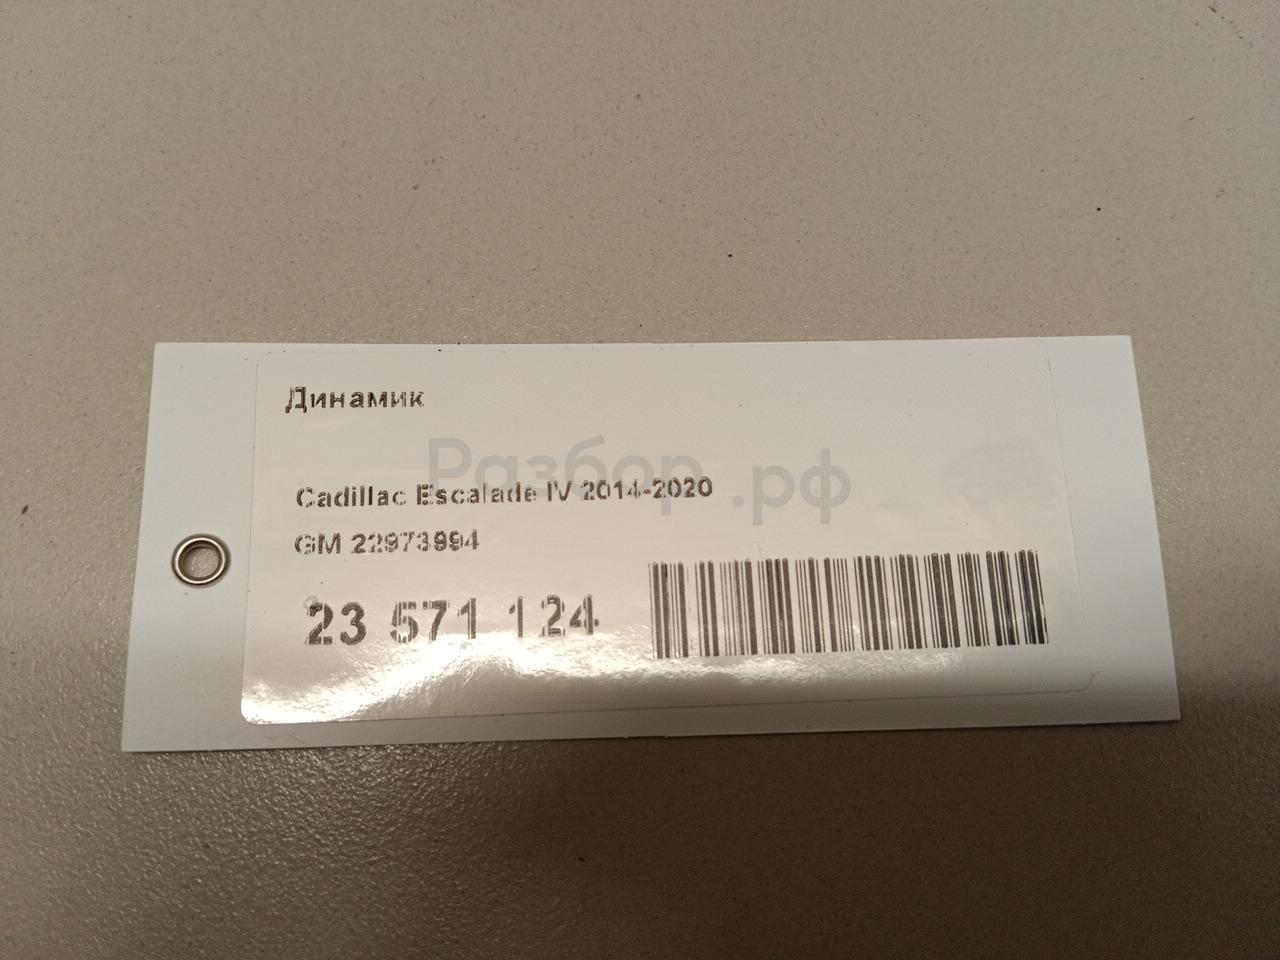 Динамик
Разбор.рф
Cadillac Escalade IV 2014-2020
GM 22973994
23 571 124